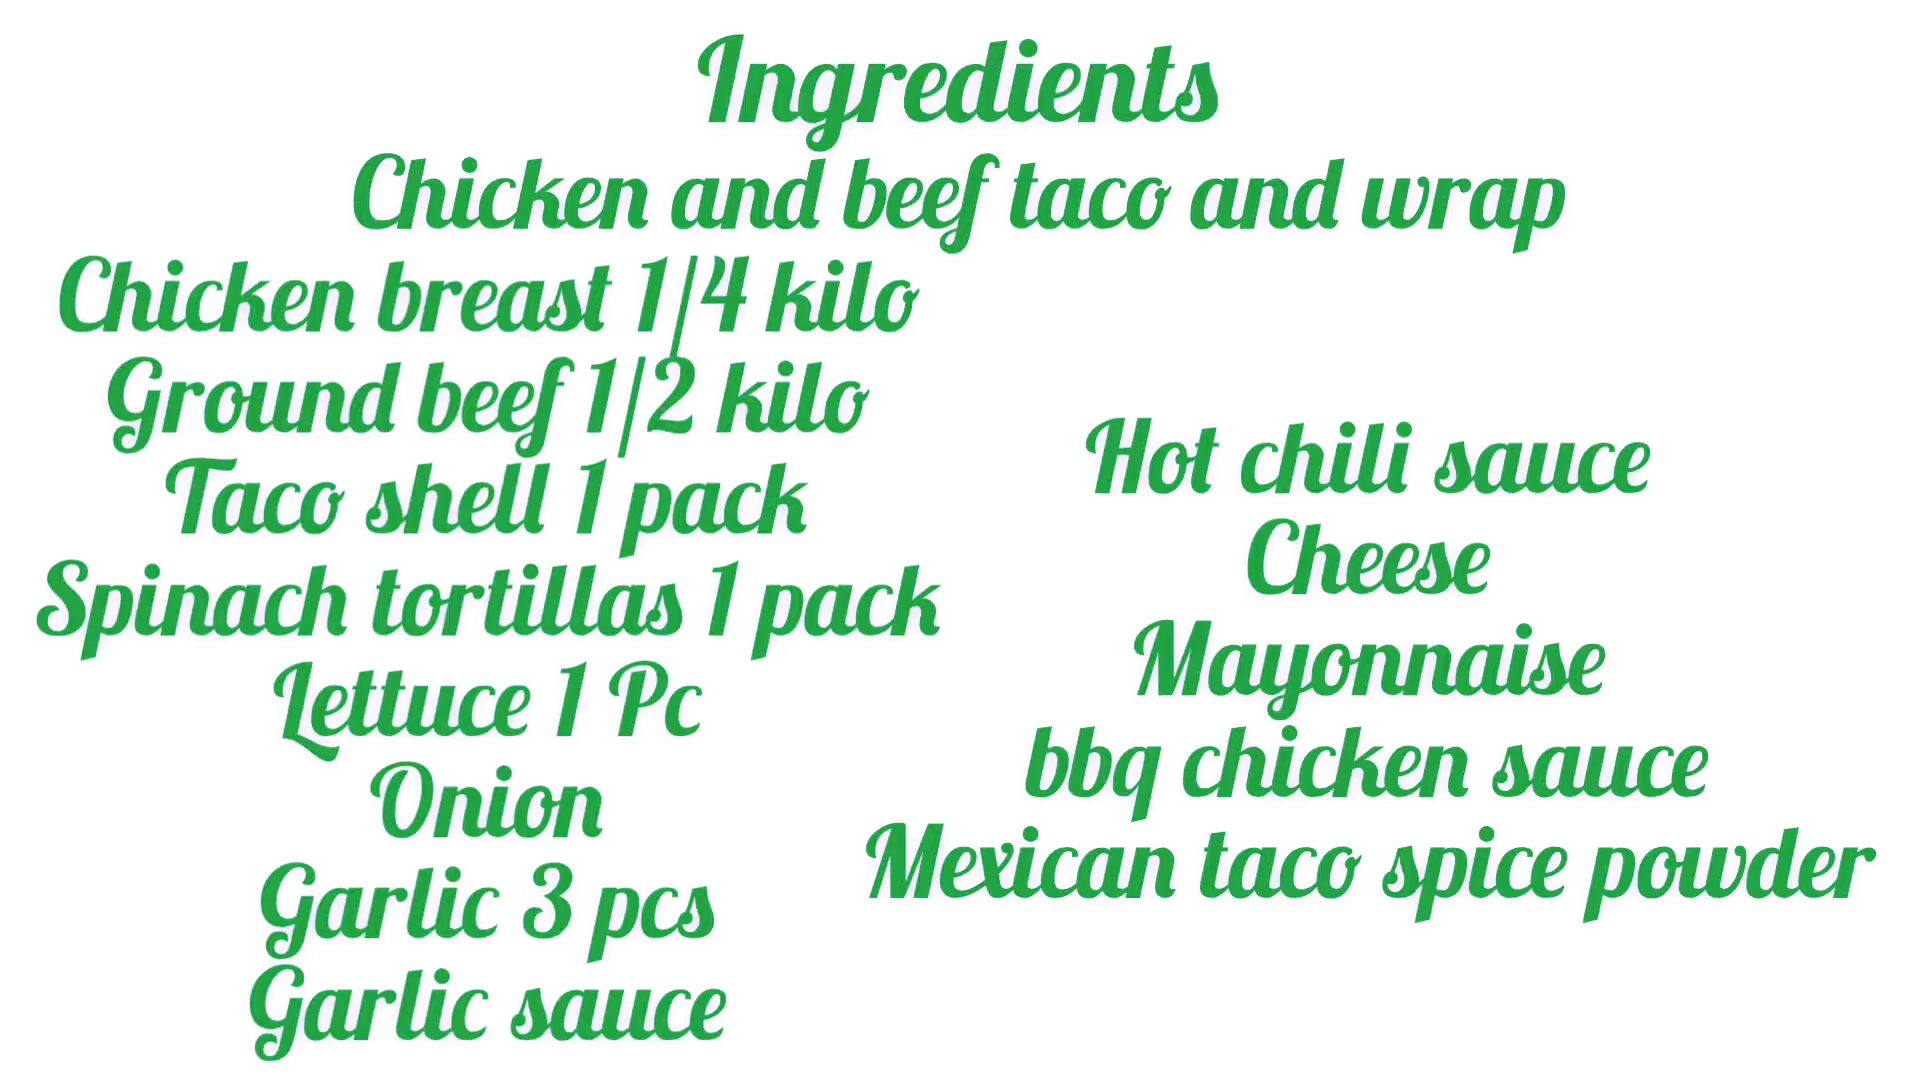 Ingredients
Chicken and beef taco and wrap
Chicken breast 1/4 kilo
Ground beef 1/2 kilo
Taco shell 1 pack
Spinach tortillas 1 pack
Lettuce 1 Pc
Onion
Garlic 3 pcs
Garlic sauce
Hot chili sauce
Cheese
Mayonnaise
bbq chicken sauce
Mexican taco spice powder